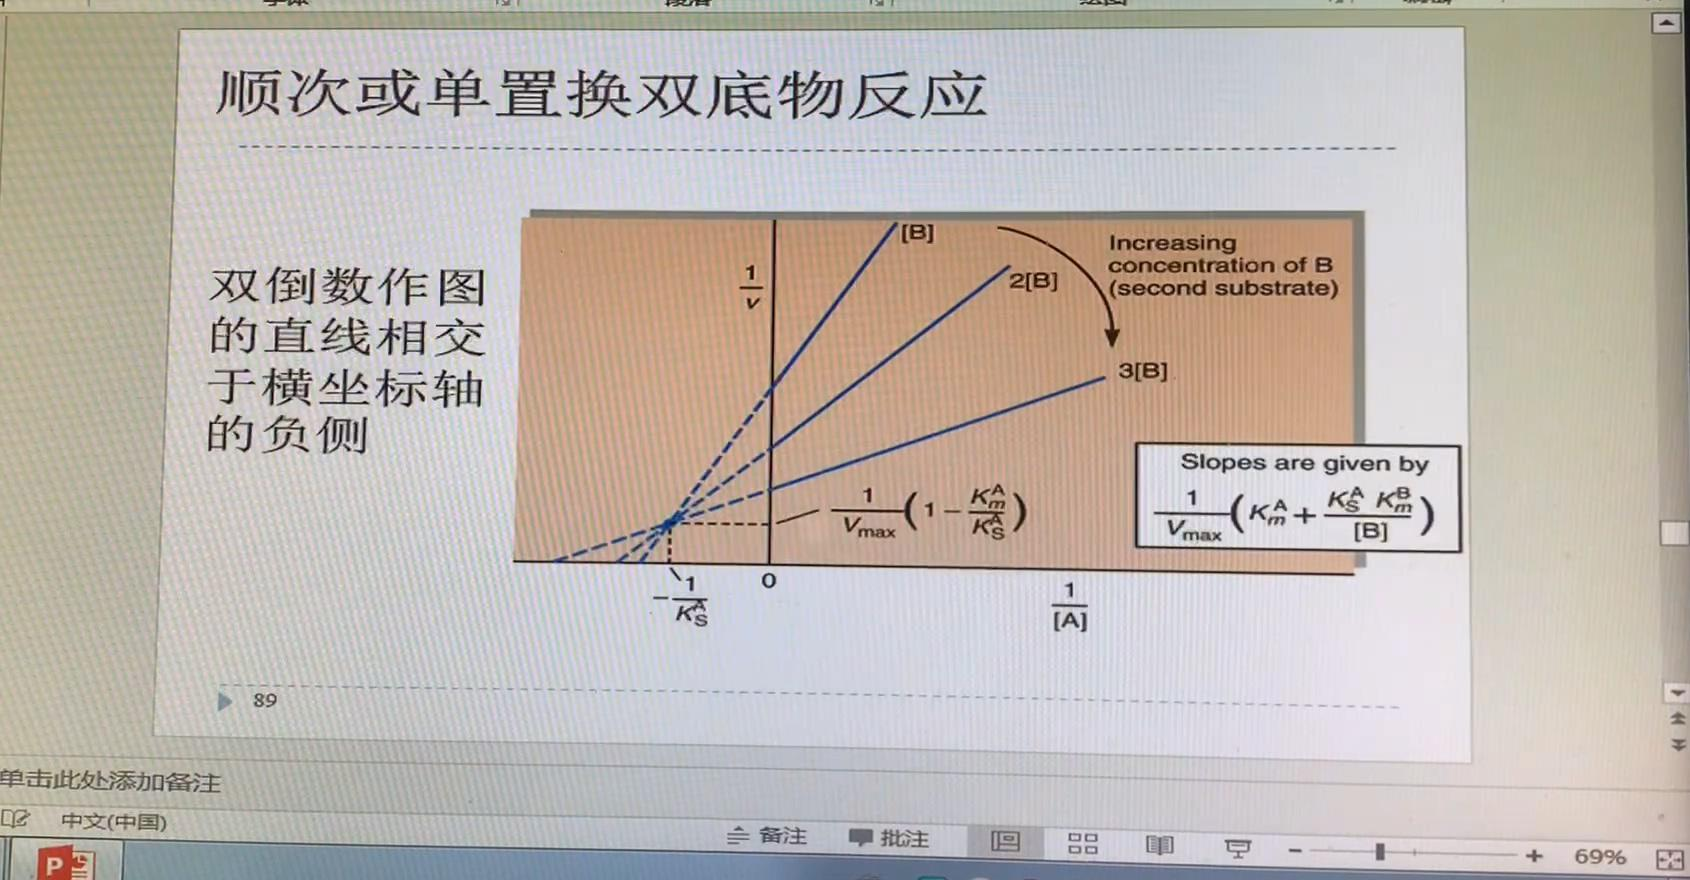 顺次或单置换双底物反应
双倒数作图
的直线相交
于横坐标轴
的负侧
1/v
[B]
2[B]
3[B]
Increasing
concentration of B
(second substrate)
1/Vmax (1 − KmA/KSA)
Slopes are given by
1/Vmax (KmA + KSA KmB/[B])
−1/KSA
0
1/[A]
89
单击此处添加备注
中文(中国)
备注
批注
69%
P